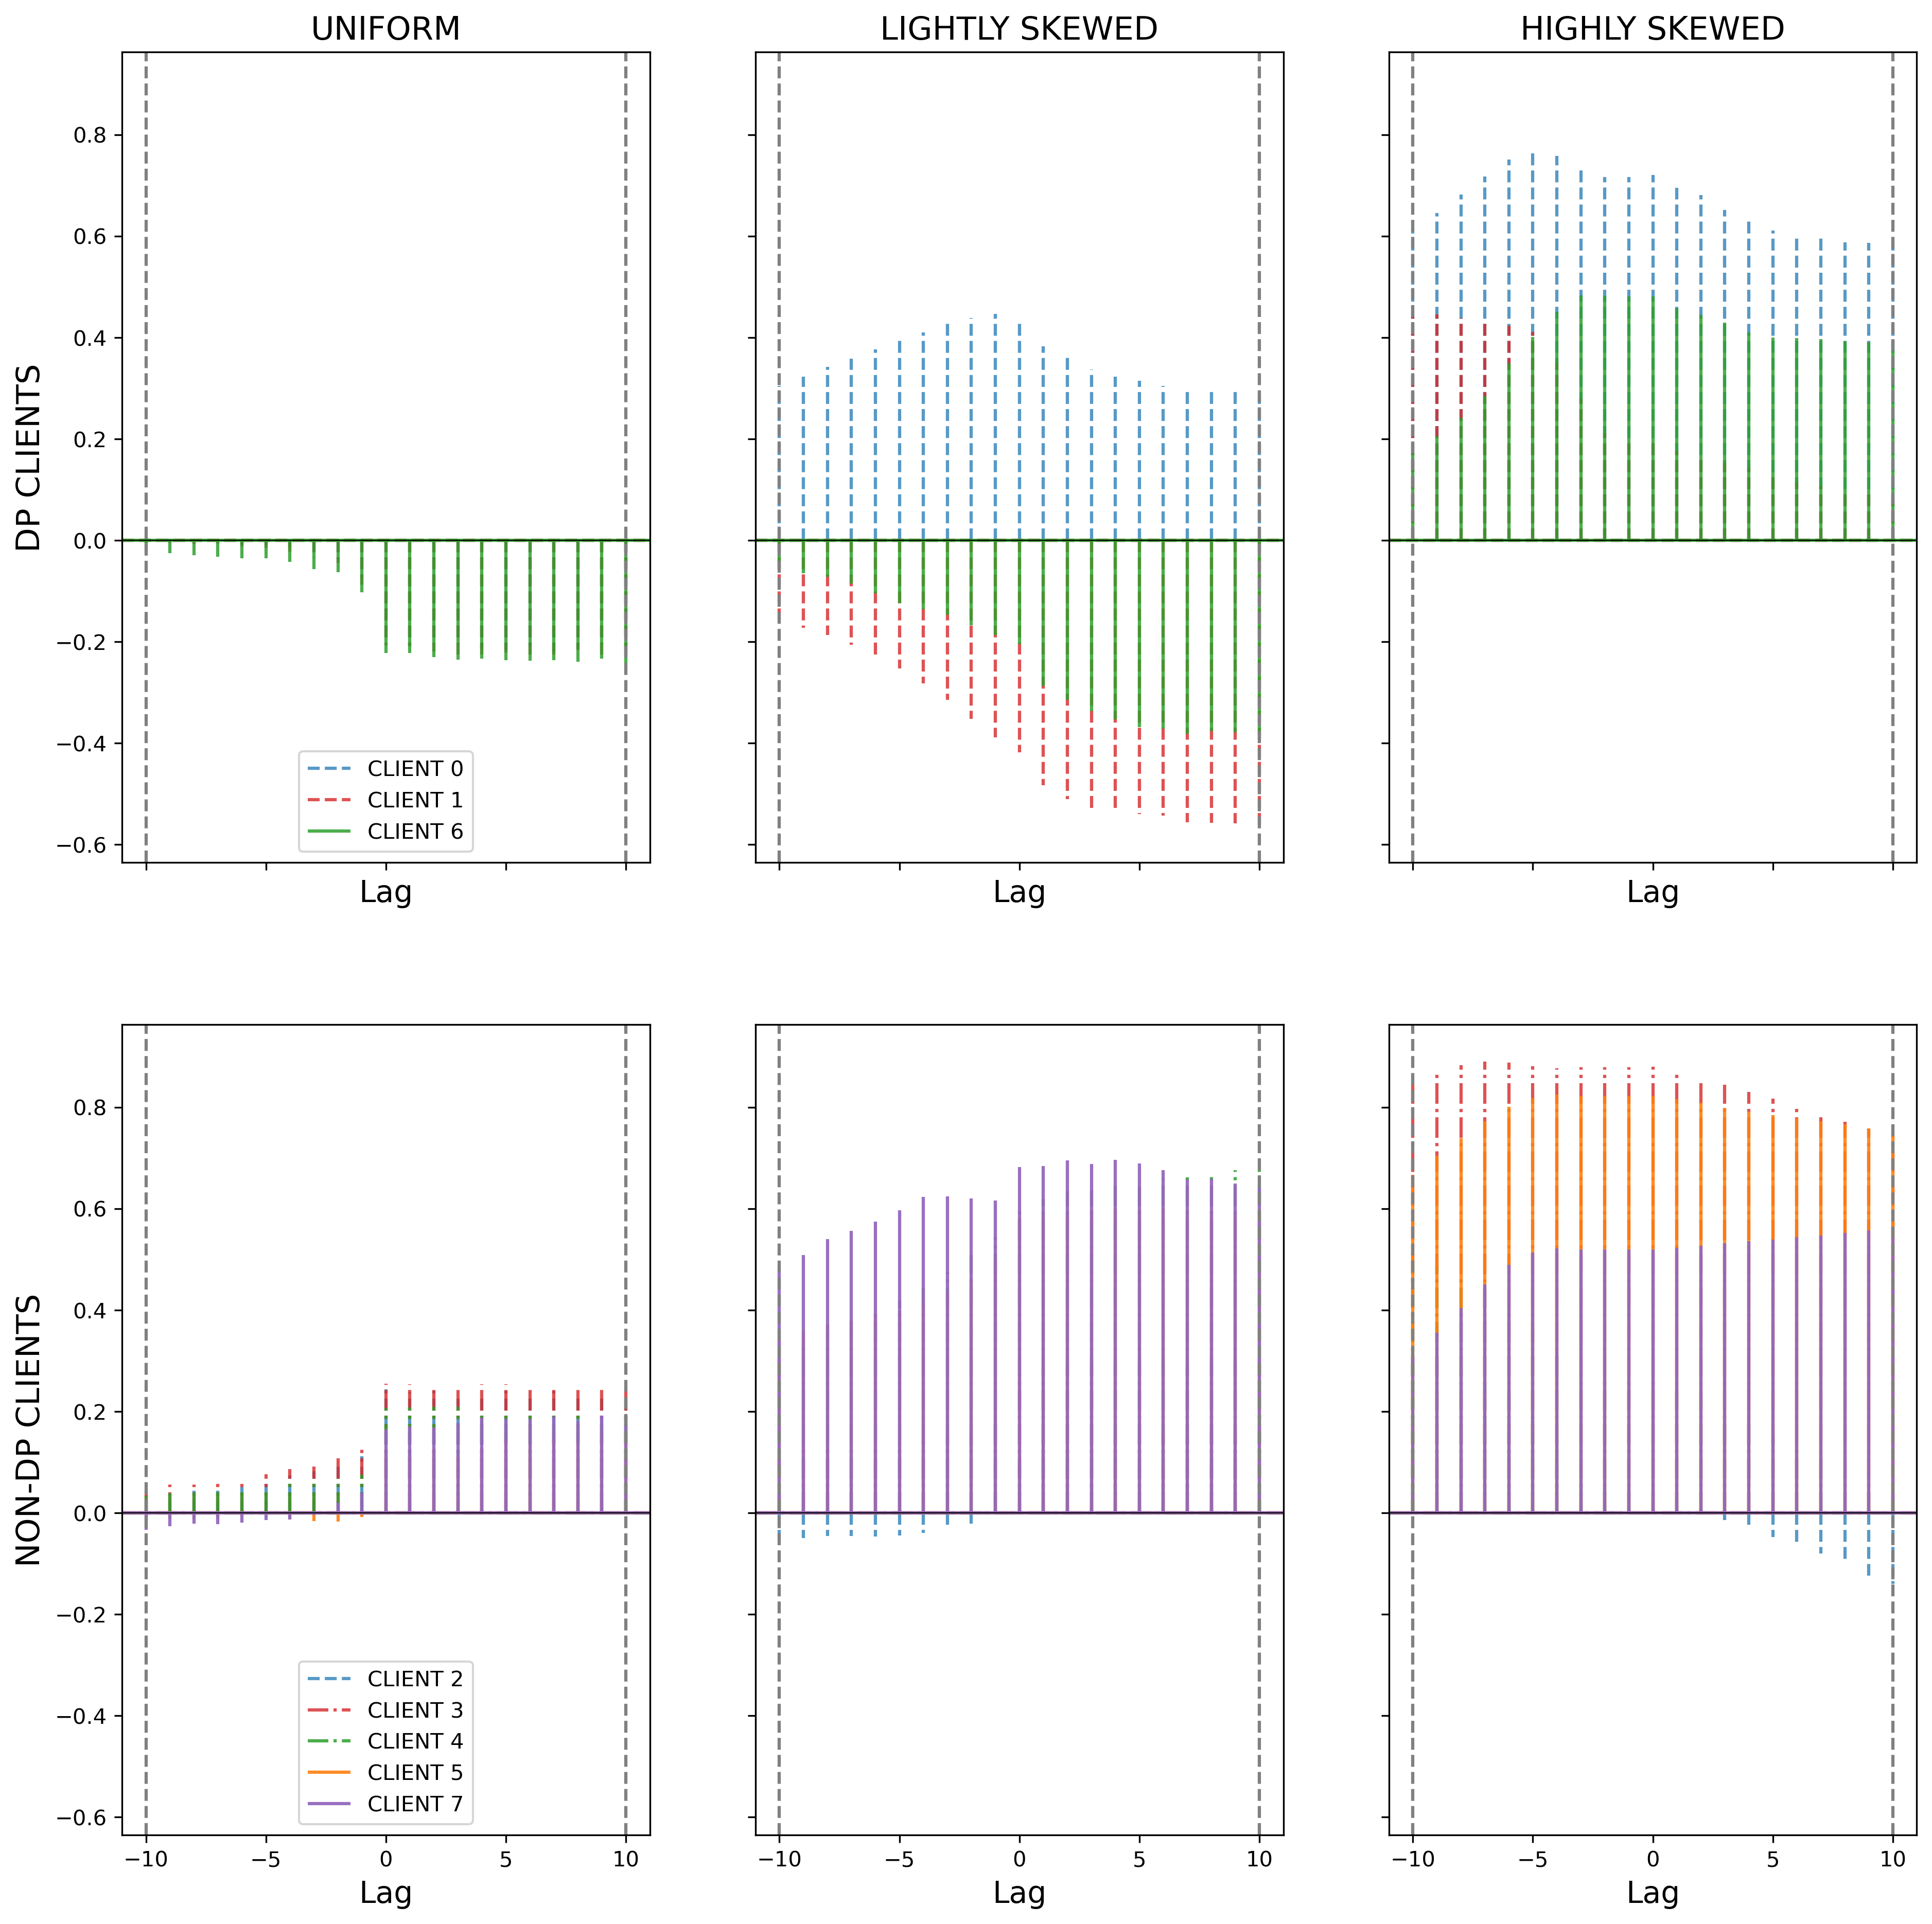 UNIFORM
LIGHTLY SKEWED
HIGHLY SKEWED
DP CLIENTS
0.8
0.6
0.4
0.2
0.0
−0.2
−0.4
−0.6
CLIENT 0
CLIENT 1
CLIENT 6
Lag
Lag
Lag
NON-DP CLIENTS
0.8
0.6
0.4
0.2
0.0
−0.2
−0.4
−0.6
CLIENT 2
CLIENT 3
CLIENT 4
CLIENT 5
CLIENT 7
−10 −5 0 5 10
−10 −5 0 5 10
−10 −5 0 5 10
Lag
Lag
Lag